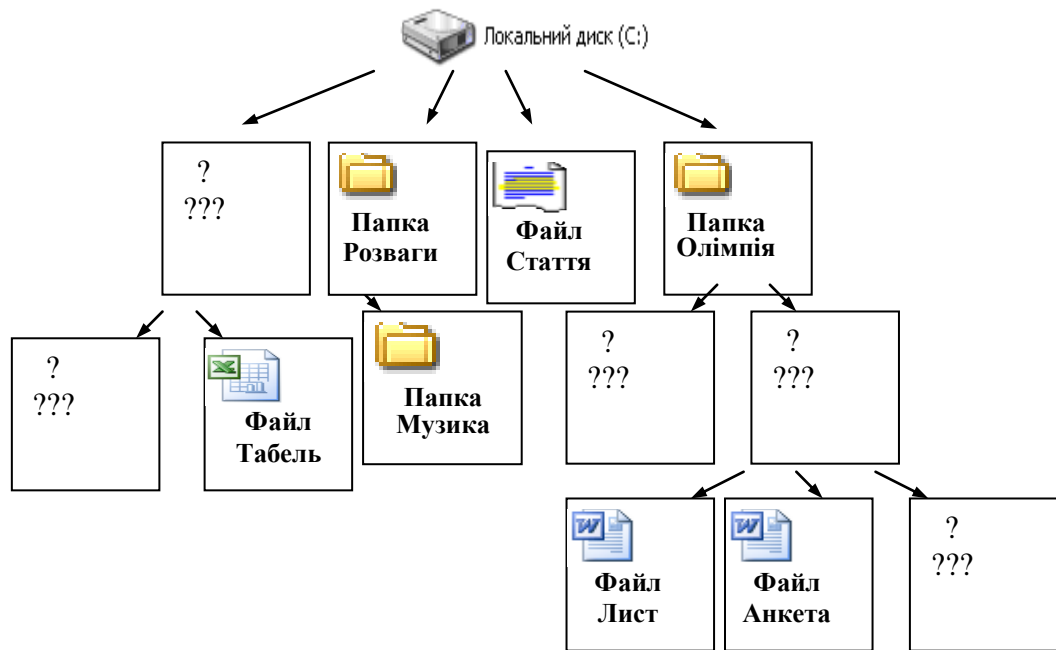 Локальний диск (C:)
?
???
Папка
Розваги
Файл
Стаття
Папка
Олімпія
?
???
Файл
Табель
Папка
Музика
?
???
?
???
Файл
Лист
Файл
Анкета
?
???